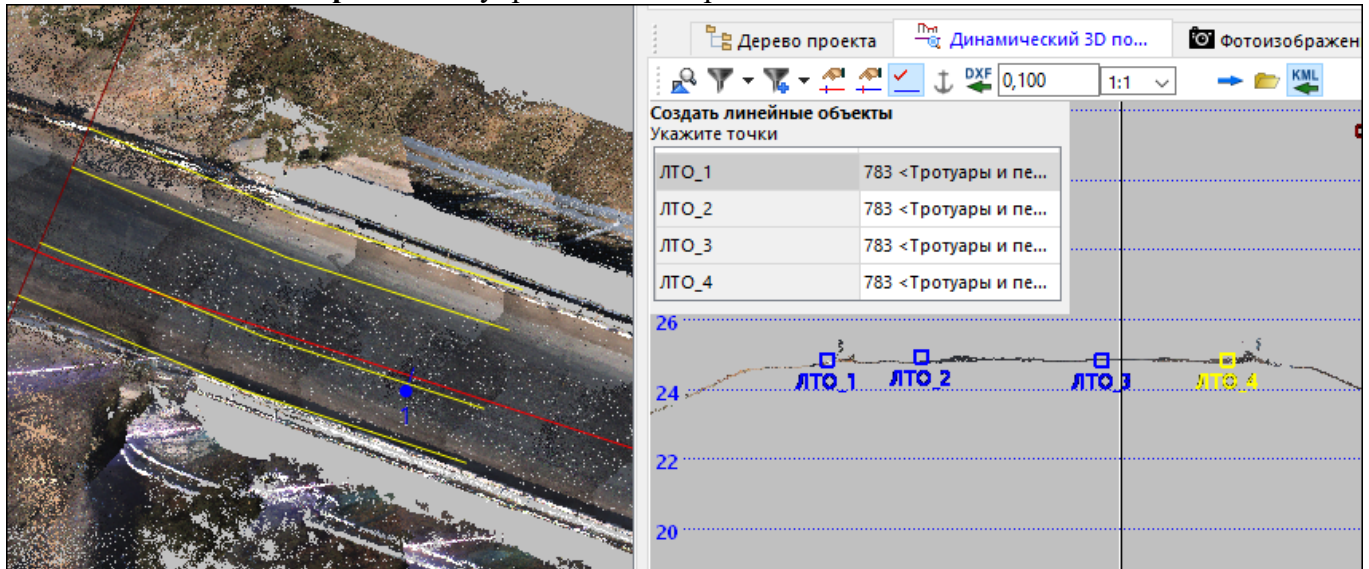 Дерево проекта
Динамический 3D по...
Фотоизображен
DXF
0,100
1:1
KML
Создать линейные объекты
Укажите точки
ЛТО_1 783 <Тротуары и пе...
ЛТО_2 783 <Тротуары и пе...
ЛТО_3 783 <Тротуары и пе...
ЛТО_4 783 <Тротуары и пе...
26
ЛТО_1 ЛТО_2 ЛТО_3 ЛТО_4
24
22
20
1